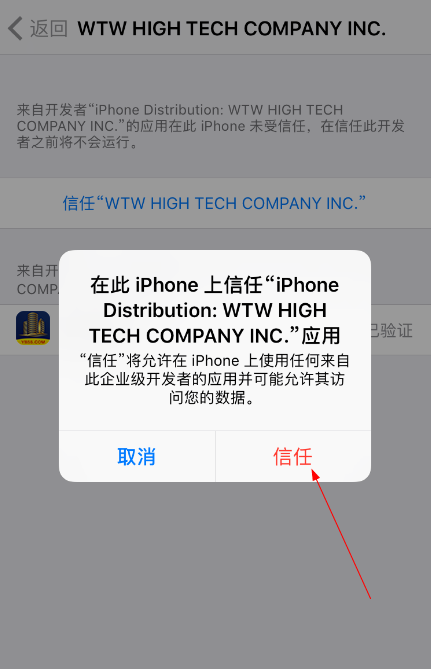 返回 WTW HIGH TECH COMPANY INC.
来自开发者“iPhone Distribution: WTW HIGH TECH
COMPANY INC.”的应用在此 iPhone 未受信任，在信任此开发
者之前将不会运行。
信任“WTW HIGH TECH COMPANY INC.”
来自开
COMP
在此 iPhone 上信任“iPhone
Distribution: WTW HIGH
TECH COMPANY INC.”应用
“信任”将允许在 iPhone 上使用任何来自
此企业级开发者的应用并可能允许其访
问您的数据。
已验证
取消 信任